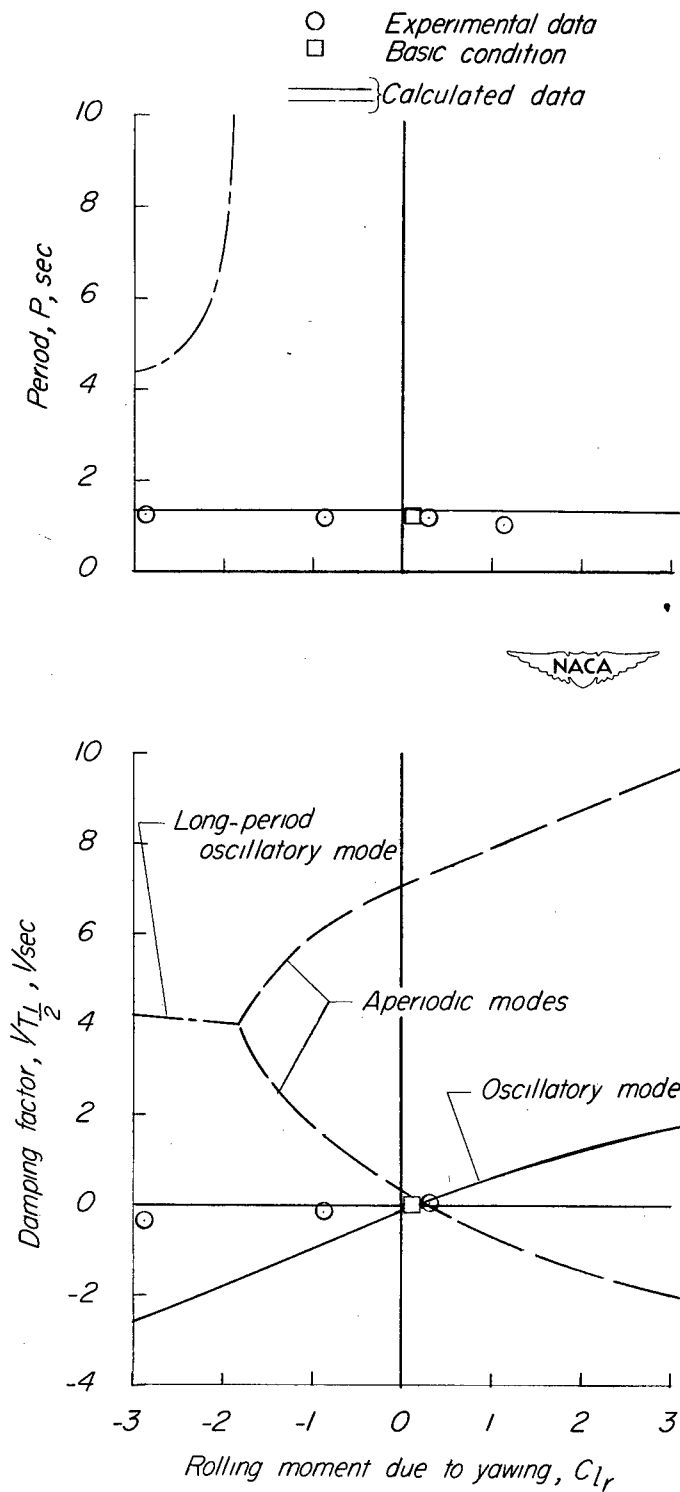 Experimental data
Basic condition
Calculated data
10
8
6
4
2
0
Period, P, sec
NACA
10
8
6
4
2
0
-2
-4
Damping factor, 1/T1/2, 1/sec
Long-period
oscillatory mode
Aperiodic modes
Oscillatory mode
-3 -2 -1 0 1 2 3
Rolling moment due to yawing, Clr